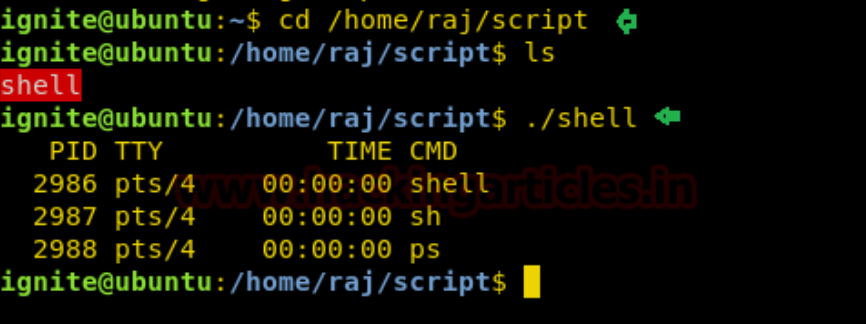 ignite@ubuntu:~$ cd /home/raj/script
ignite@ubuntu:/home/raj/script$ ls
shell
ignite@ubuntu:/home/raj/script$ ./shell
PID TTY TIME CMD
2986 pts/4 00:00:00 shell
2987 pts/4 00:00:00 sh
2988 pts/4 00:00:00 ps
ignite@ubuntu:/home/raj/script$
www.hackingarticles.in